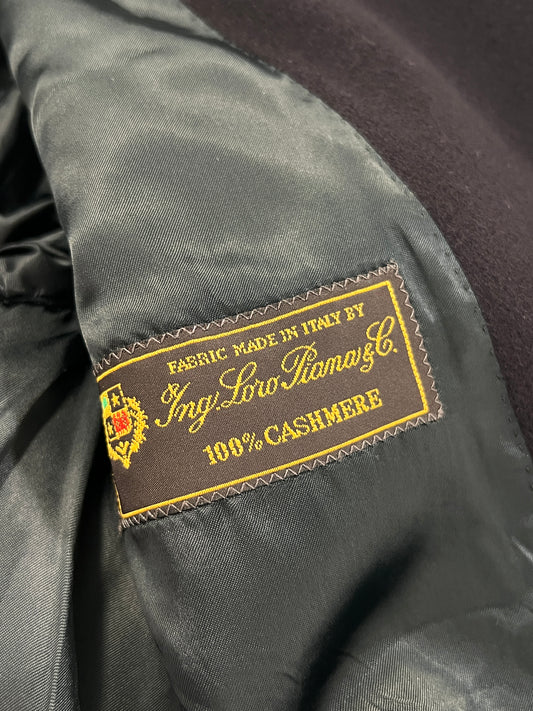 FABRIC MADE IN ITALY BY
Ing. Loro Piana & C.
100% CASHMERE